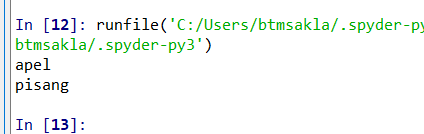 In [12]: runfile('C:/Users/btmsakla/.spyder-py
btmsakla/.spyder-py3')
apel
pisang
In [13]: